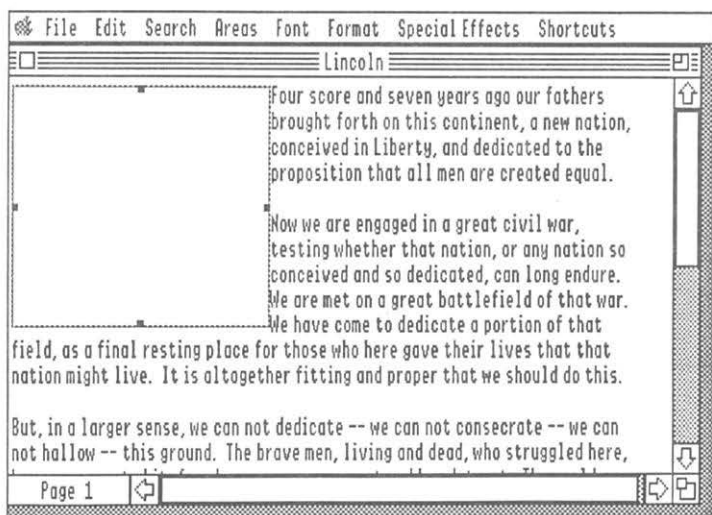 File Edit Search Areas Font Format Special Effects Shortcuts
Lincoln
Four score and seven years ago our fathers
brought forth on this continent, a new nation,
conceived in Liberty, and dedicated to the
proposition that all men are created equal.
Now we are engaged in a great civil war,
testing whether that nation, or any nation so
conceived and so dedicated, can long endure.
We are met on a great battlefield of that war.
We have come to dedicate a portion of that
field, as a final resting place for those who here gave their lives that that
nation might live. It is altogether fitting and proper that we should do this.
But, in a larger sense, we can not dedicate -- we can not consecrate -- we can
not hallow -- this ground. The brave men, living and dead, who struggled here,
Page 1